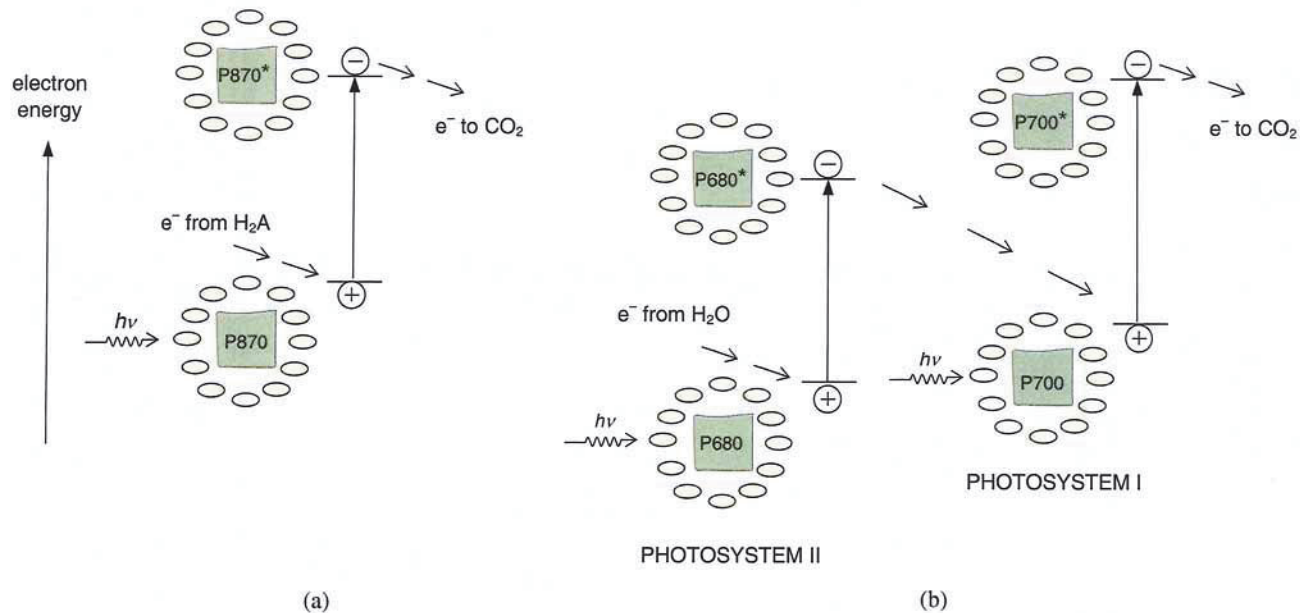 electron
energy
P870*
−
e⁻ to CO₂
e⁻ from H₂A
+
hν
P870
(a)
P680*
−
e⁻ from H₂O
+
hν
P680
PHOTOSYSTEM II
P700*
−
e⁻ to CO₂
+
hν
P700
PHOTOSYSTEM I
(b)